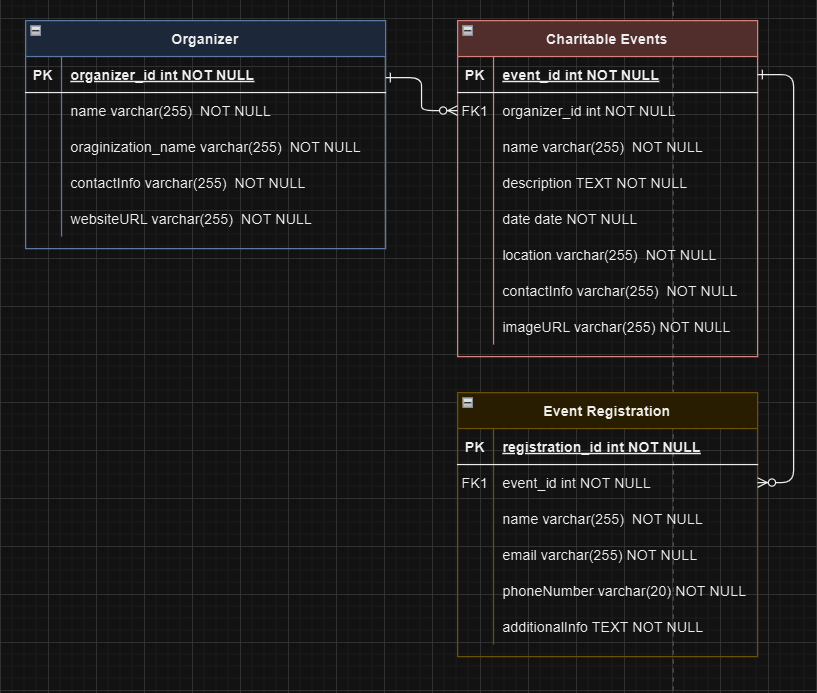 Organizer
PK organizer_id int NOT NULL
name varchar(255) NOT NULL
oraginization_name varchar(255) NOT NULL
contactInfo varchar(255) NOT NULL
websiteURL varchar(255) NOT NULL
Charitable Events
PK event_id int NOT NULL
FK1 organizer_id int NOT NULL
name varchar(255) NOT NULL
description TEXT NOT NULL
date date NOT NULL
location varchar(255) NOT NULL
contactInfo varchar(255) NOT NULL
imageURL varchar(255) NOT NULL
Event Registration
PK registration_id int NOT NULL
FK1 event_id int NOT NULL
name varchar(255) NOT NULL
email varchar(255) NOT NULL
phoneNumber varchar(20) NOT NULL
additionalInfo TEXT NOT NULL